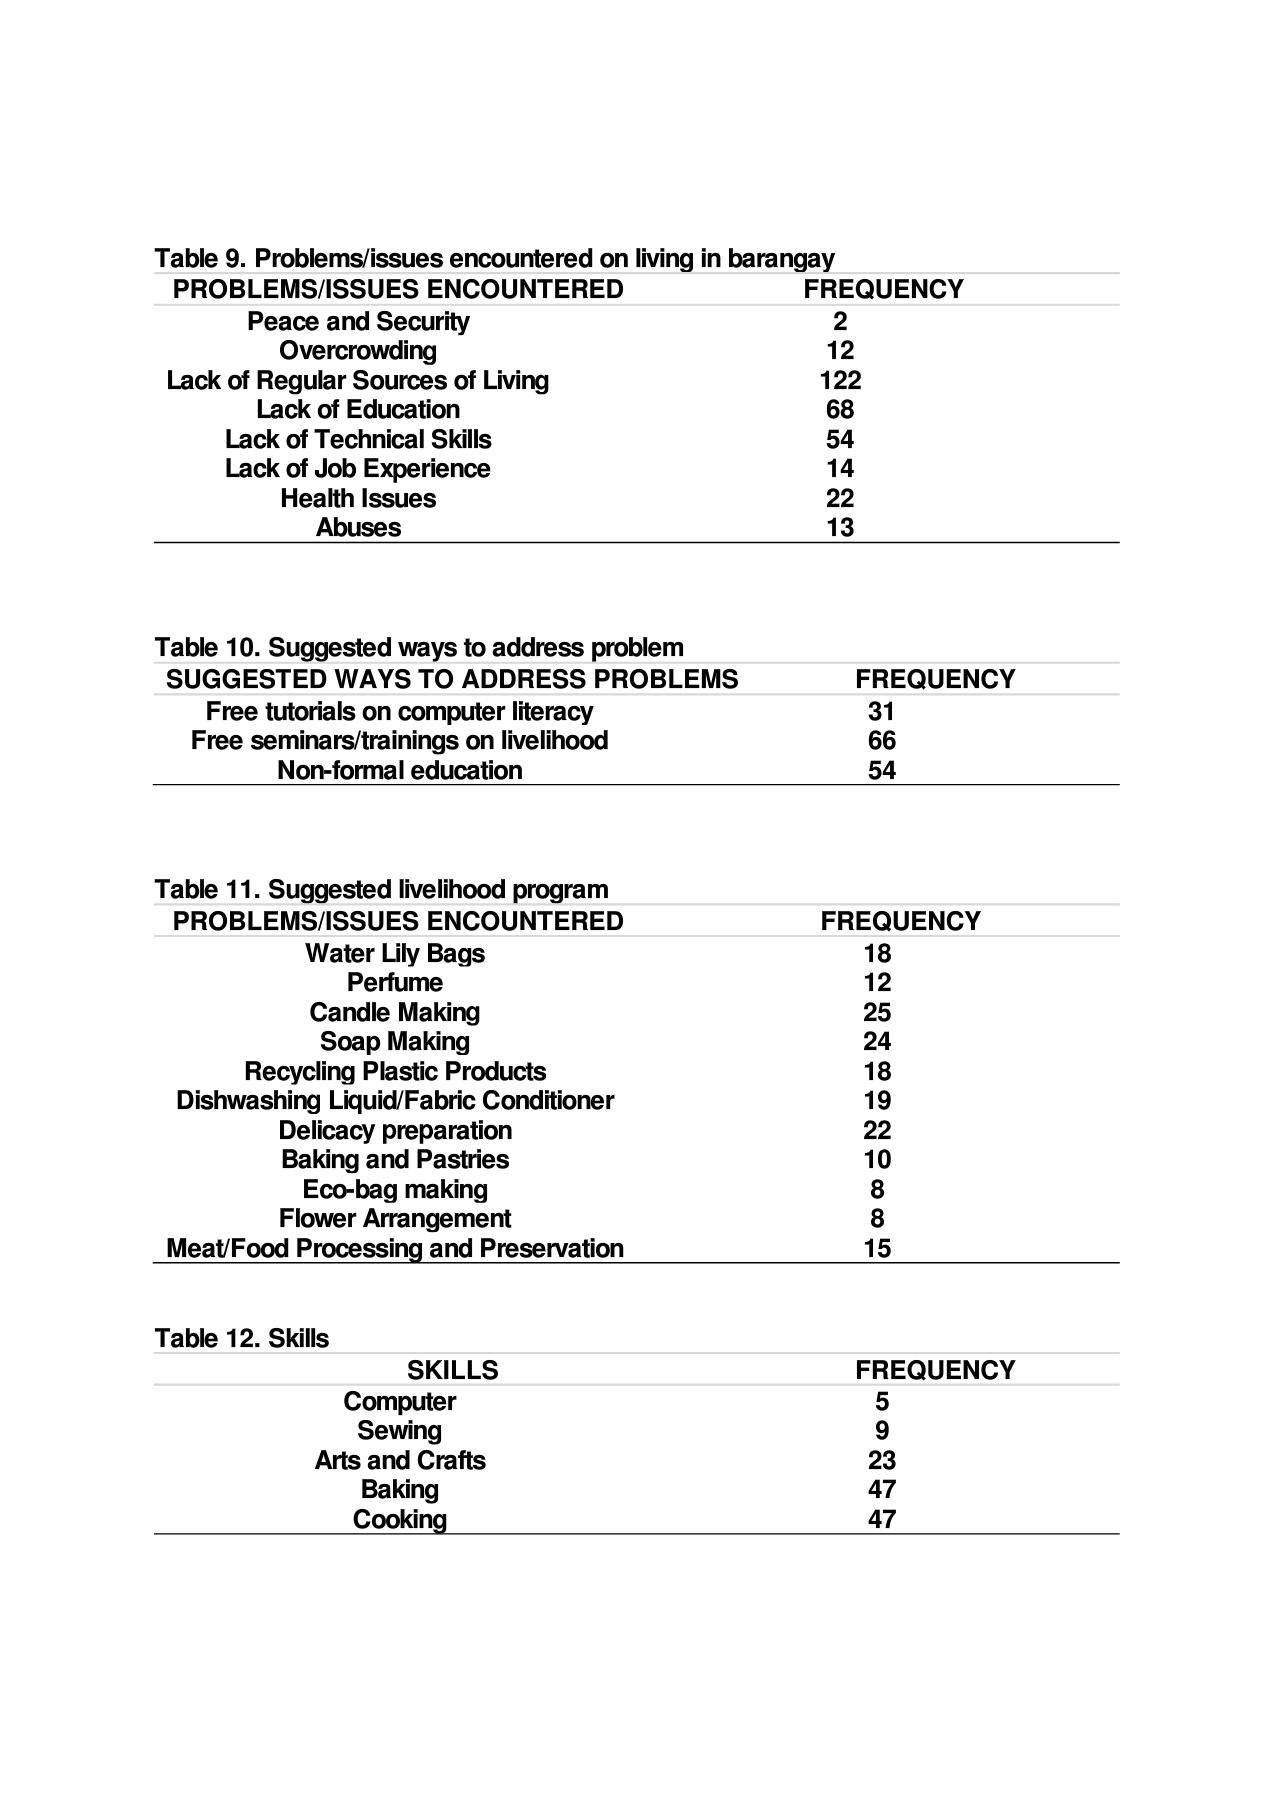 Table 9. Problems/issues encountered on living in barangay
PROBLEMS/ISSUES ENCOUNTERED FREQUENCY
Peace and Security 2
Overcrowding 12
Lack of Regular Sources of Living 122
Lack of Education 68
Lack of Technical Skills 54
Lack of Job Experience 14
Health Issues 22
Abuses 13
Table 10. Suggested ways to address problem
SUGGESTED WAYS TO ADDRESS PROBLEMS FREQUENCY
Free tutorials on computer literacy 31
Free seminars/trainings on livelihood 66
Non-formal education 54
Table 11. Suggested livelihood program
PROBLEMS/ISSUES ENCOUNTERED FREQUENCY
Water Lily Bags 18
Perfume 12
Candle Making 25
Soap Making 24
Recycling Plastic Products 18
Dishwashing Liquid/Fabric Conditioner 19
Delicacy preparation 22
Baking and Pastries 10
Eco-bag making 8
Flower Arrangement 8
Meat/Food Processing and Preservation 15
Table 12. Skills
SKILLS FREQUENCY
Computer 5
Sewing 9
Arts and Crafts 23
Baking 47
Cooking 47